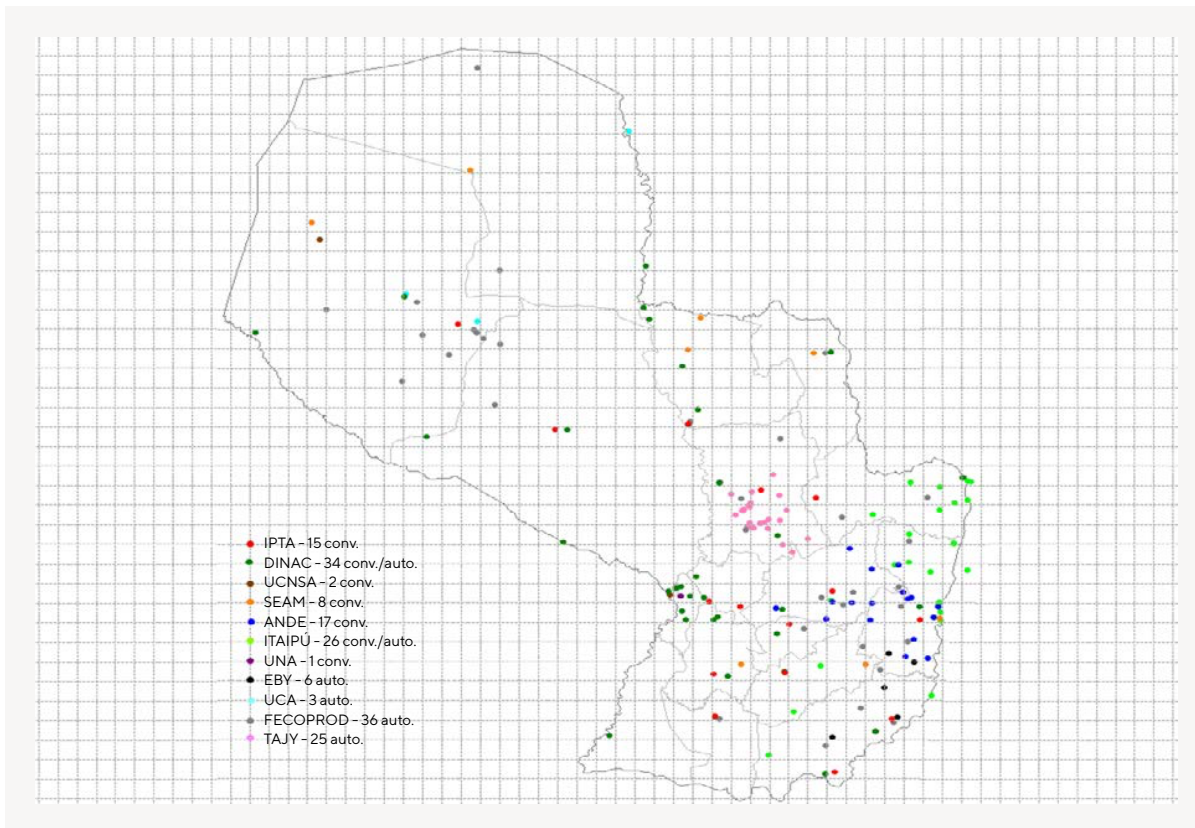 IPTA – 15 conv.
DINAC – 34 conv./auto.
UCNSA – 2 conv.
SEAM – 8 conv.
ANDE – 17 conv.
ITAIPÚ – 26 conv./auto.
UNA – 1 conv.
EBY – 6 auto.
UCA – 3 auto.
FECOPROD – 36 auto.
TAJY – 25 auto.